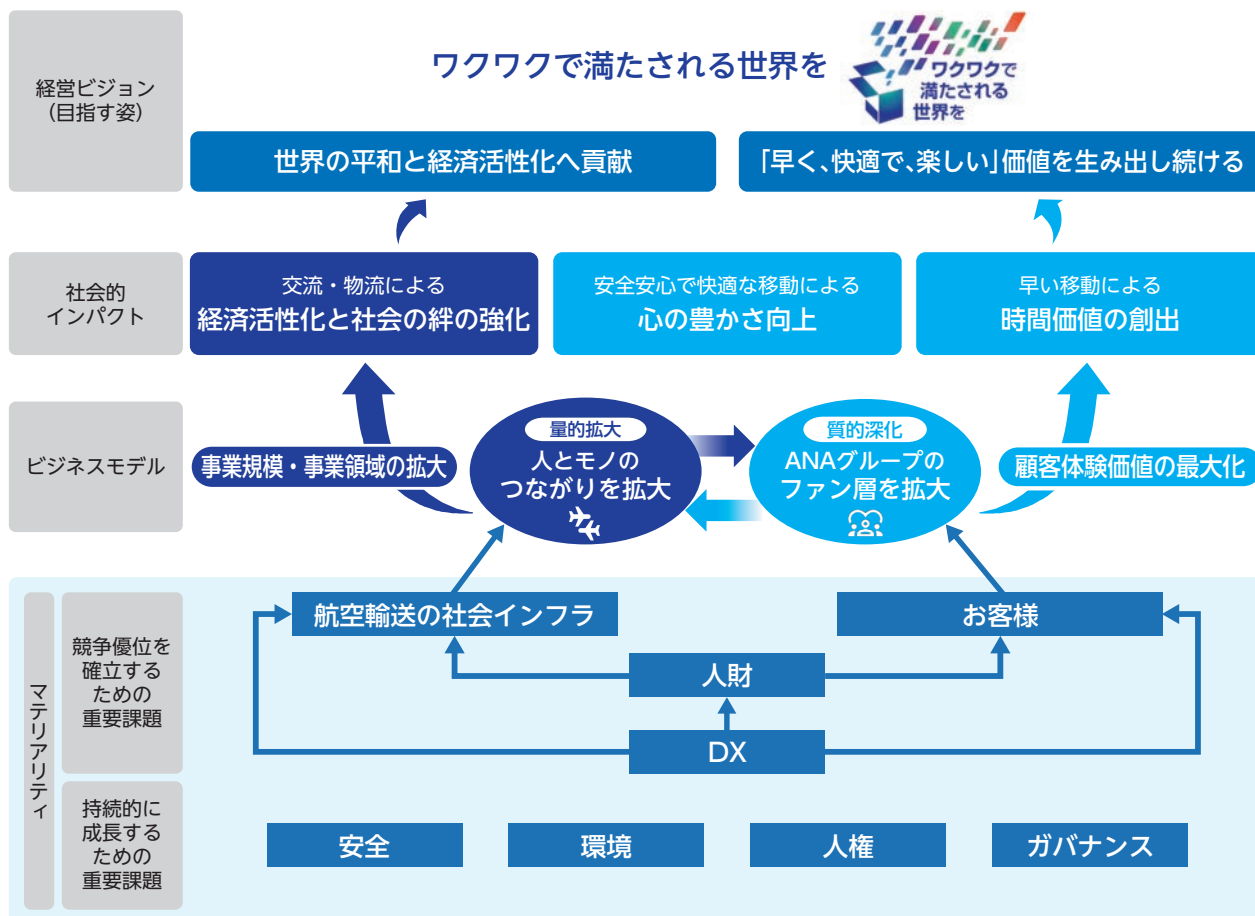 経営ビジョン
(目指す姿)
ワクワクで満たされる世界を
ワクワクで
満たされる
世界を
世界の平和と経済活性化へ貢献
「早く、快適で、楽しい」価値を生み出し続ける
社会的
インパクト
交流・物流による
経済活性化と社会の絆の強化
安全安心で快適な移動による
心の豊かさ向上
早い移動による
時間価値の創出
ビジネスモデル
事業規模・事業領域の拡大
量的拡大
人とモノの
つながりを拡大
質的深化
ANAグループの
ファン層を拡大
顧客体験価値の最大化
マテリアリティ
競争優位を
確立する
ための
重要課題
航空輸送の社会インフラ
お客様
人財
DX
持続的に
成長する
ための
重要課題
安全
環境
人権
ガバナンス